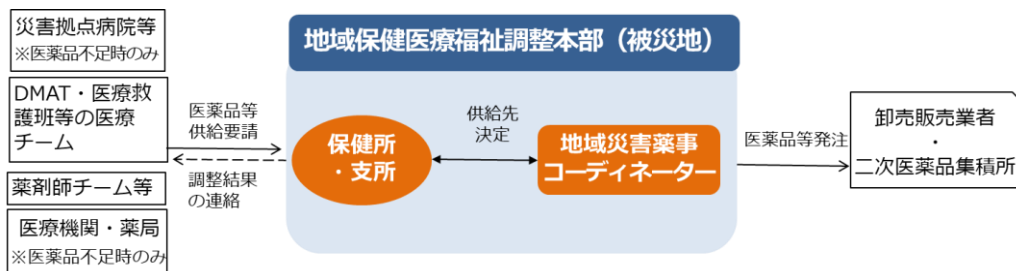 災害拠点病院等
※医薬品不足時のみ
DMAT・医療救
護班等の医療
チーム
薬剤師チーム等
医療機関・薬局
※医薬品不足時のみ
医薬品等
供給要請
調整結果
の連絡
地域保健医療福祉調整本部（被災地）
保健所
・支所
供給先
決定
地域災害薬事
コーディネーター
医薬品等発注
卸売販売業者
・
二次医薬品集積所